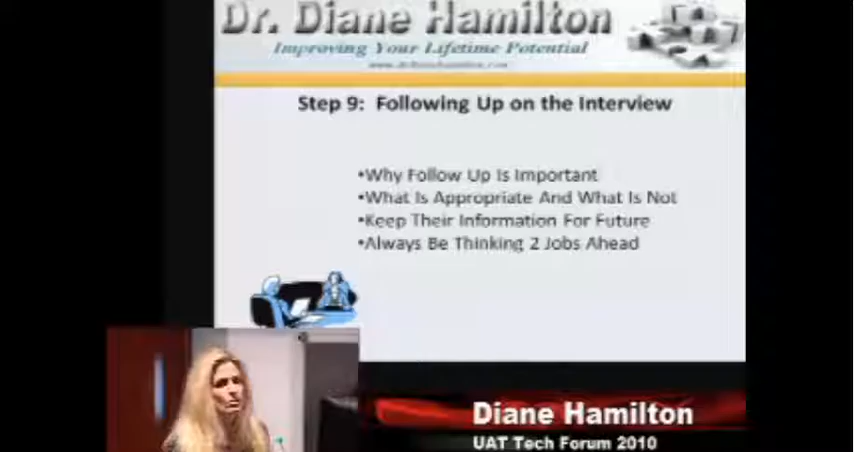 Dr. Diane Hamilton
Improving Your Lifetime Potential
Step 9: Following Up on the Interview
•Why Follow Up Is Important
•What Is Appropriate And What Is Not
•Keep Their Information For Future
•Always Be Thinking 2 Jobs Ahead
Diane Hamilton
UAT Tech Forum 2010